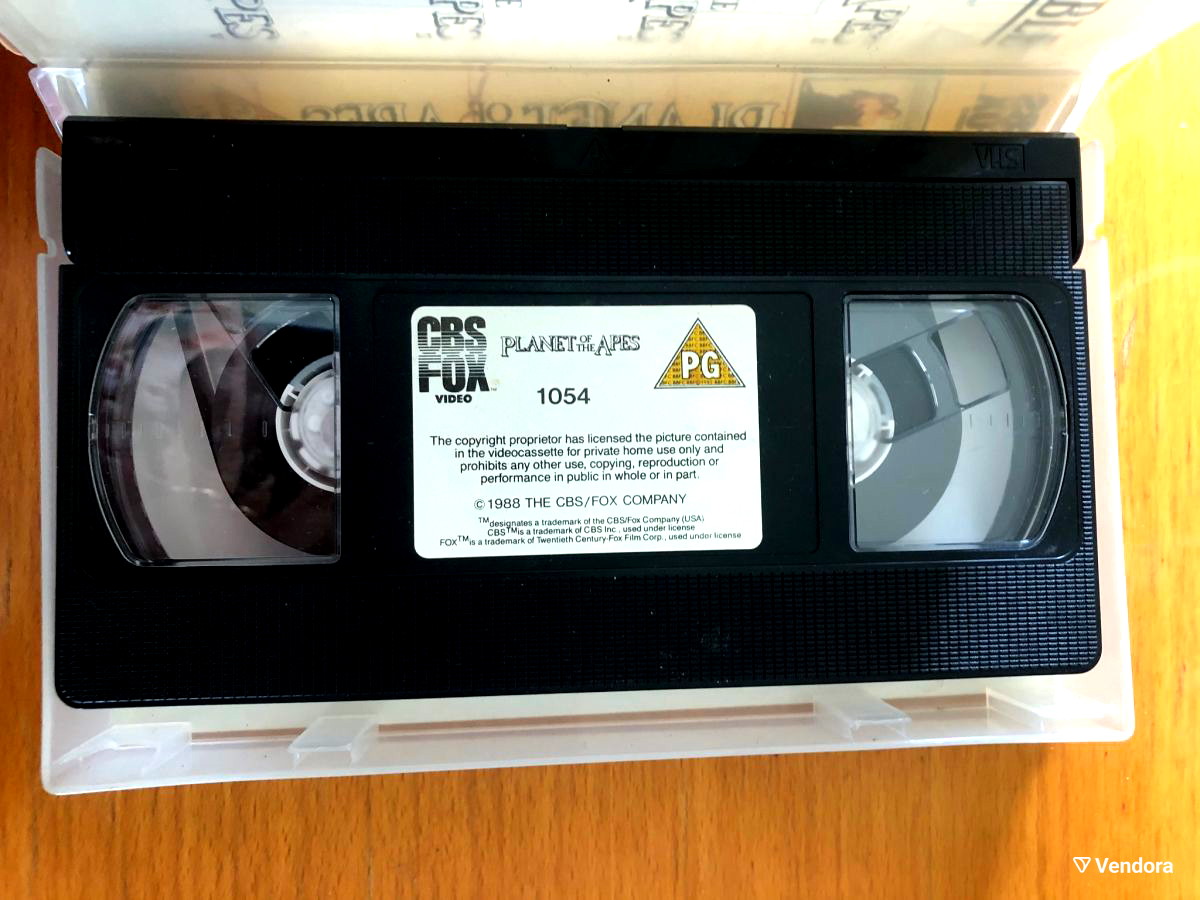 PLANET OF THE APES
VHS
CBS
FOX
VIDEO
PLANET OF THE APES
PG
1054
The copyright proprietor has licensed the picture contained
in the videocassette for private home use only and
prohibits any other use, copying, reproduction or
performance in public in whole or in part.
©1988 THE CBS/FOX COMPANY
TM designates a trademark of the CBS/Fox Company (USA)
CBS TM is a trademark of CBS Inc., used under license
FOX TM is a trademark of Twentieth Century-Fox Film Corp., used under license
Vendora